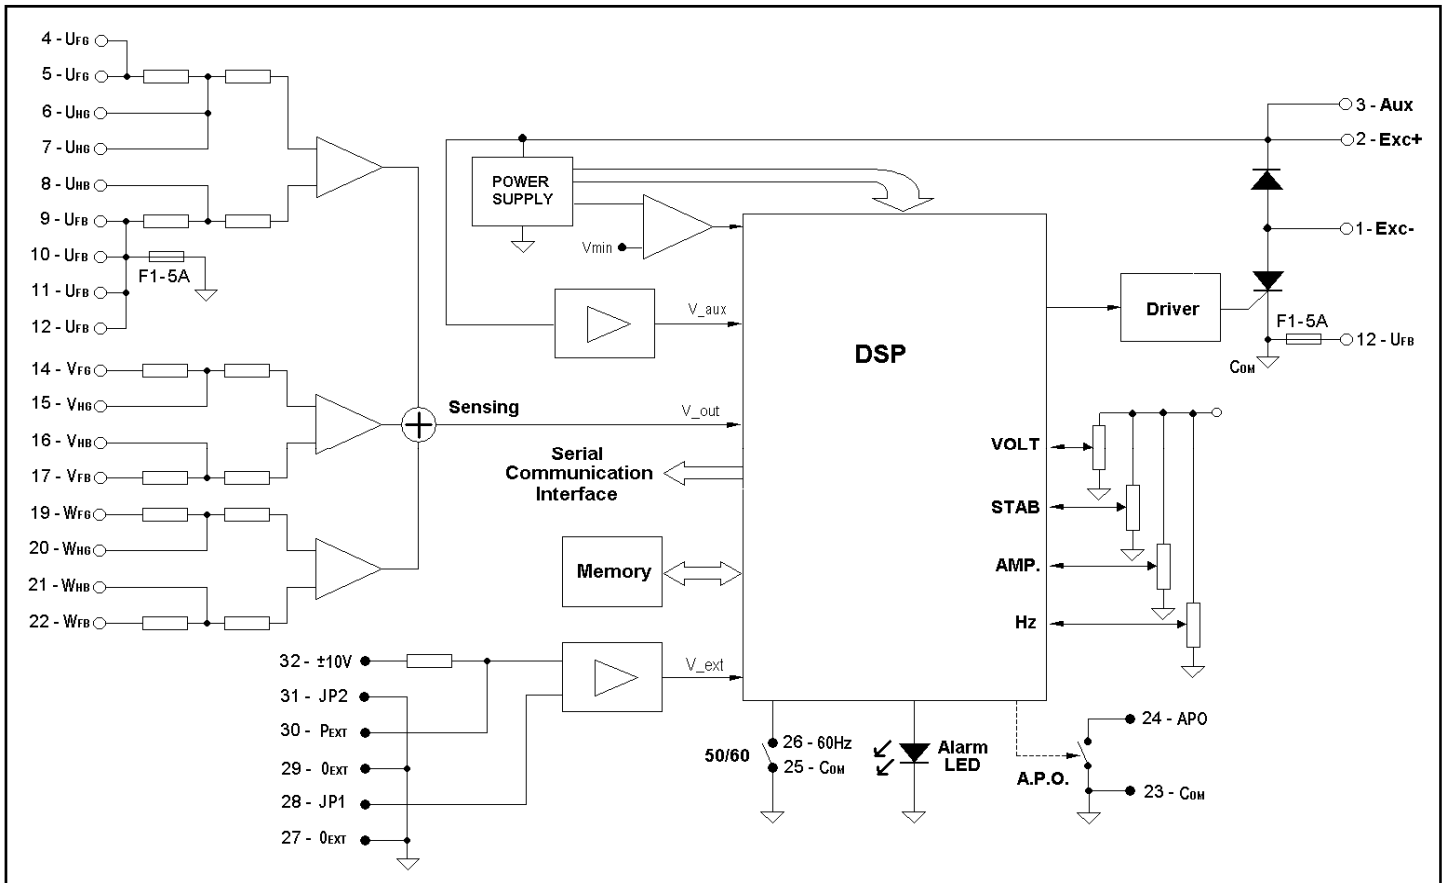 4 - UFG
5 - UFG
6 - UHG
7 - UHG
8 - UHB
9 - UFB
10 - UFB
F1-5A
11 - UFB
12 - UFB
14 - VFG
15 - VHG
16 - VHB
17 - VFB
19 - WFG
20 - WHG
21 - WHB
22 - WFB
32 - ±10V
31 - JP2
30 - PEXT
29 - 0EXT
28 - JP1
27 - 0EXT
POWER
SUPPLY
Vmin
V_aux
Sensing
V_out
Serial
Communication
Interface
Memory
V_ext
DSP
VOLT
STAB
AMP.
Hz
Driver
3 - Aux
2 - Exc+
1 - Exc-
F1-5A
12 - UFB
COM
50/60
26 - 60Hz
25 - COM
Alarm
LED
A.P.O.
24 - APO
23 - COM